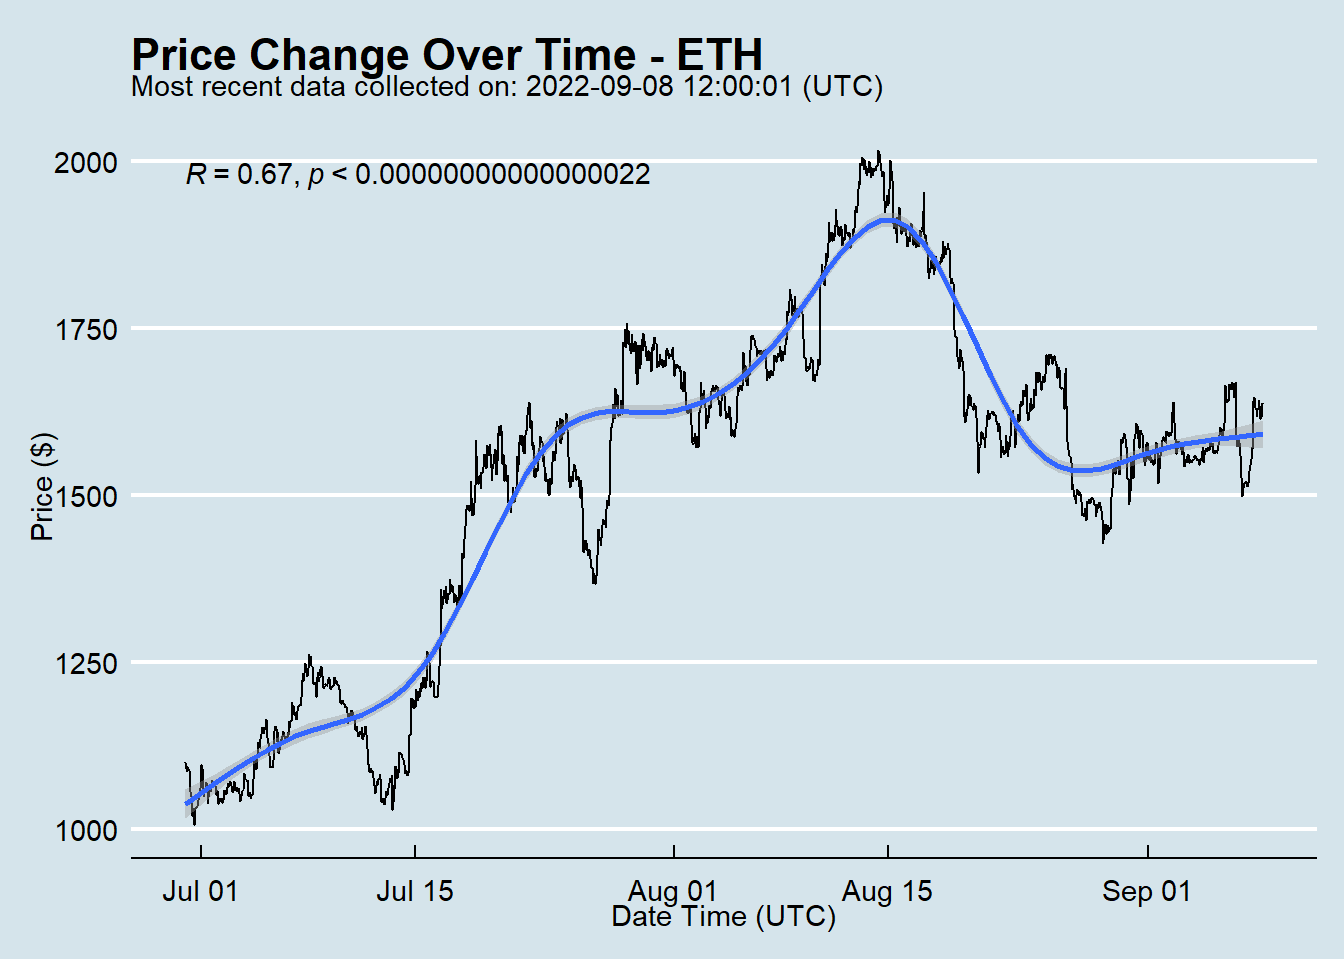 Price Change Over Time - ETH
Most recent data collected on: 2022-09-08 12:00:01 (UTC)
R = 0.67, p < 0.00000000000000022
2000
1750
1500
1250
1000
Price ($)
Jul 01 Jul 15 Aug 01 Aug 15 Sep 01
Date Time (UTC)